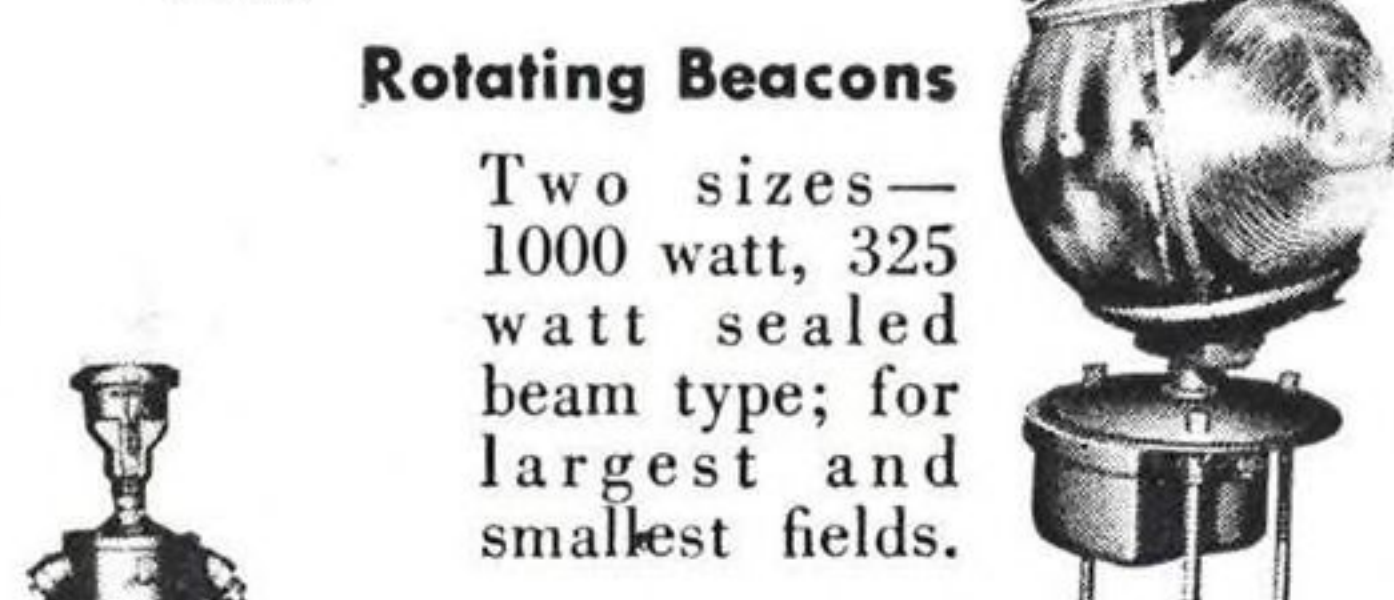 Rotating Beacons
Two sizes—
1000 watt, 325
watt sealed
beam type; for
largest and
smallest fields.